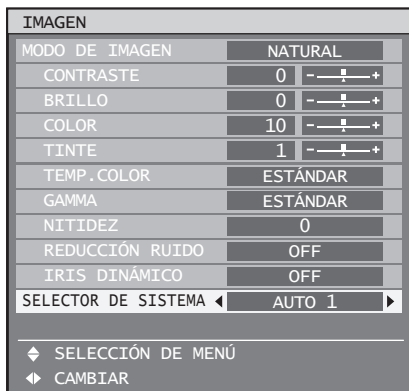 IMAGEN
MODO DE IMAGEN NATURAL
CONTRASTE 0 - +
BRILLO 0 - +
COLOR 10 - +
TINTE 1 - +
TEMP.COLOR ESTÁNDAR
GAMMA ESTÁNDAR
NITIDEZ 0
REDUCCIÓN RUIDO OFF
IRIS DINÁMICO OFF
SELECTOR DE SISTEMA AUTO 1
SELECCIÓN DE MENÚ
CAMBIAR